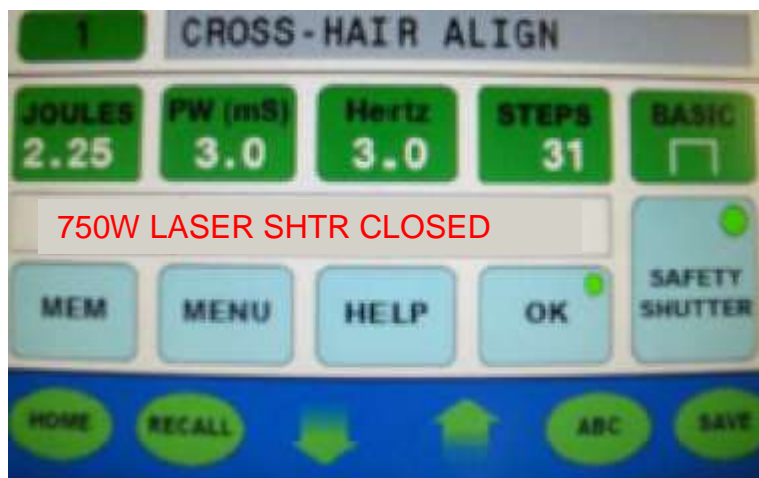 1 CROSS-HAIR ALIGN
JOULES PW (mS) Hertz STEPS BASIC
2.25 3.0 3.0 31
750W LASER SHTR CLOSED
MEM MENU HELP OK SAFETY SHUTTER
HOME RECALL ABC SAVE